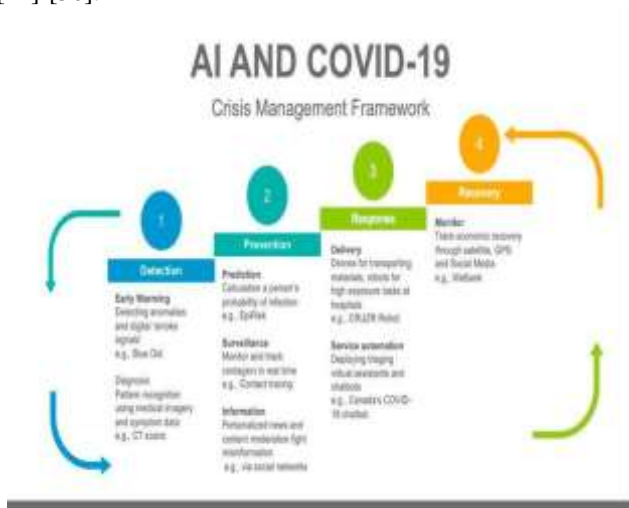 AI AND COVID-19
Crisis Management Framework
1
Detection
Early Warning
Detecting anomalies
and digital 'smoke
signals'
e.g., Blue Dot
Diagnosis
Pattern recognition
using medical imagery
and symptom data
e.g., CT scans
2
Prevention
Prediction
Calculation a person's
probability of infection
e.g., EpiRisk
Surveillance
Monitor and track
contagion in real time
e.g., Contact tracing
Information
Personalized news and
content moderation fight
misinformation
e.g., via social networks
3
Response
Delivery
Drones for transporting
materials, robots for
high exposure tasks at
hospitals
e.g., CRUZR Robot
Service automation
Deploying triaging
virtual assistants and
chatbots
e.g., Canada's COVID-
19 chatbot
4
Recovery
Monitor
Track economic recovery
through satellite, GPS
and Social Media
e.g., WeBank